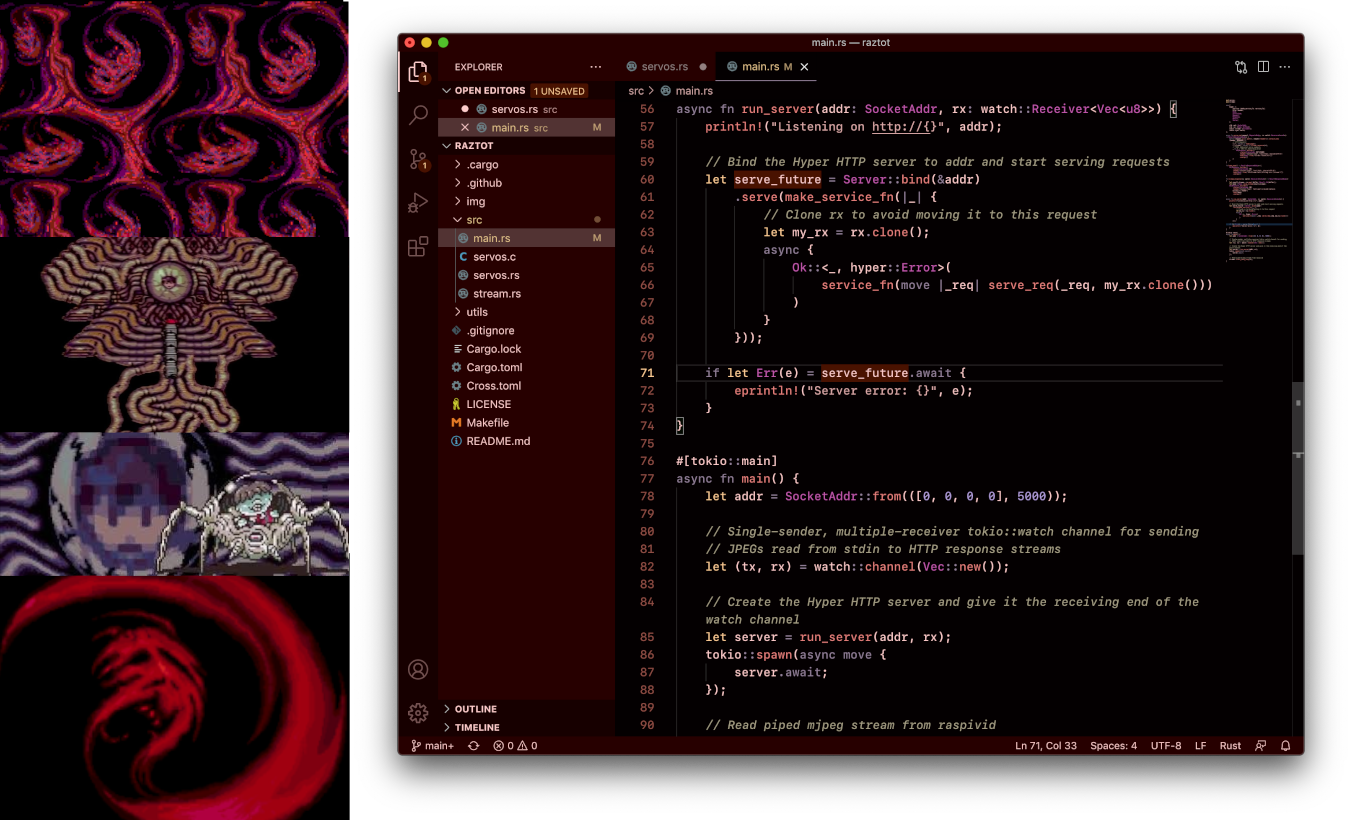 main.rs — raztot
EXPLORER
OPEN EDITORS 1 UNSAVED
servos.rs src
main.rs src M
RAZTOT
.cargo
.github
img
src
main.rs M
servos.c
servos.rs
stream.rs
utils
.gitignore
Cargo.lock
Cargo.toml
Cross.toml
LICENSE
Makefile
README.md
OUTLINE
TIMELINE
1
1
servos.rs
main.rs M
src > main.rs
56 async fn run_server(addr: SocketAddr, rx: watch::Receiver<Vec<u8>>) {
57 println!("Listening on http://{}", addr);
58
59 // Bind the Hyper HTTP server to addr and start serving requests
60 let serve_future = Server::bind(&addr)
61 .serve(make_service_fn(|_| {
62 // Clone rx to avoid moving it to this request
63 let my_rx = rx.clone();
64 async {
65 Ok::<_, hyper::Error>(
66 service_fn(move |_req| serve_req(_req, my_rx.clone()))
67 )
68 }
69 }));
70
71 if let Err(e) = serve_future.await {
72 eprintln!("Server error: {}", e);
73 }
74 }
75
76 #[tokio::main]
77 async fn main() {
78 let addr = SocketAddr::from(([0, 0, 0, 0], 5000));
79
80 // Single-sender, multiple-receiver tokio::watch channel for sending
81 // JPEGs read from stdin to HTTP response streams
82 let (tx, rx) = watch::channel(Vec::new());
83
84 // Create the Hyper HTTP server and give it the receiving end of the
watch channel
85 let server = run_server(addr, rx);
86 tokio::spawn(async move {
87 server.await;
88 });
89
90 // Read piped mjpeg stream from raspivid
main+ 0 0 Ln 71, Col 33 Spaces: 4 UTF-8 LF Rust